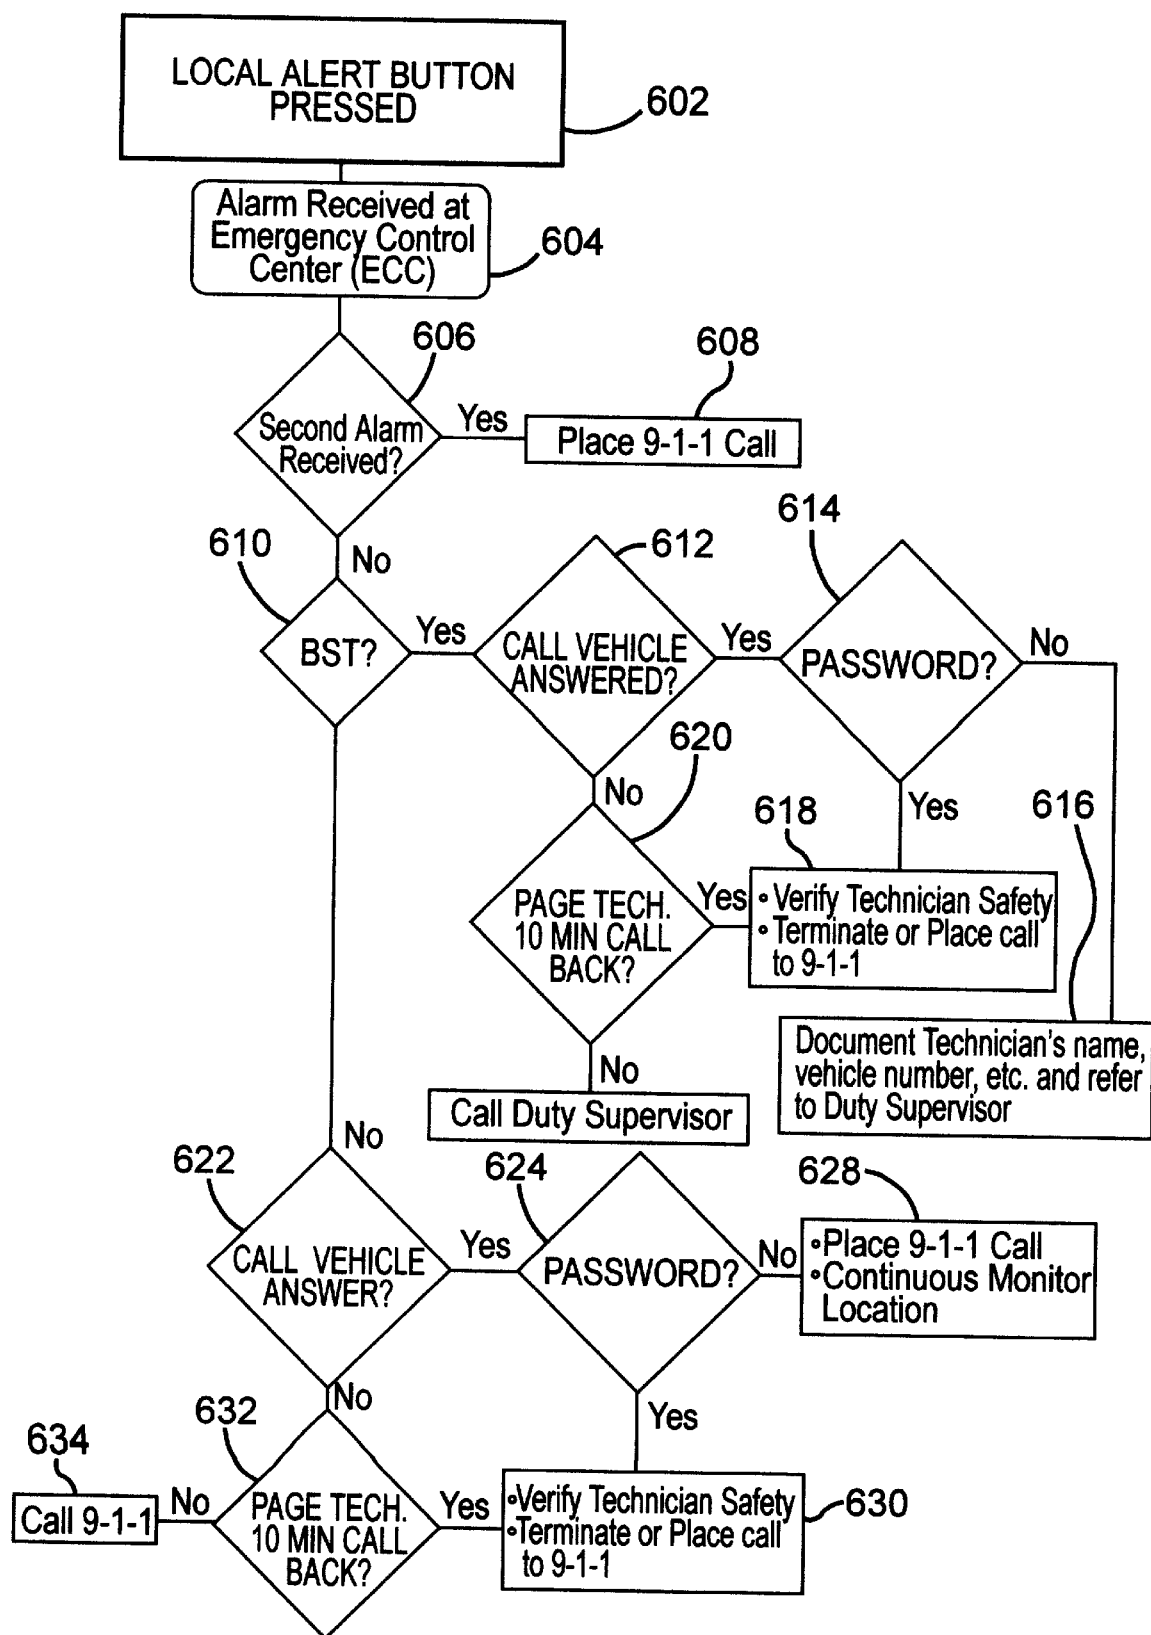 LOCAL ALERT BUTTON
PRESSED
602
Alarm Received at
Emergency Control
Center (ECC)
604
606
608
Second Alarm
Received?
Yes
Place 9-1-1 Call
No
610
612
614
BST?
Yes
CALL VEHICLE
ANSWERED?
Yes
PASSWORD?
No
620
No
618
Yes
616
PAGE TECH.
10 MIN CALL
BACK?
Yes
•Verify Technician Safety
•Terminate or Place call
to 9-1-1
No
Document Technician's name,
vehicle number, etc. and refer
to Duty Supervisor
Call Duty Supervisor
No
622
624
628
CALL VEHICLE
ANSWER?
Yes
PASSWORD?
No
•Place 9-1-1 Call
•Continuous Monitor
Location
No
Yes
632
634
Call 9-1-1
No
PAGE TECH.
10 MIN CALL
BACK?
Yes
•Verify Technician Safety
•Terminate or Place call
to 9-1-1
630